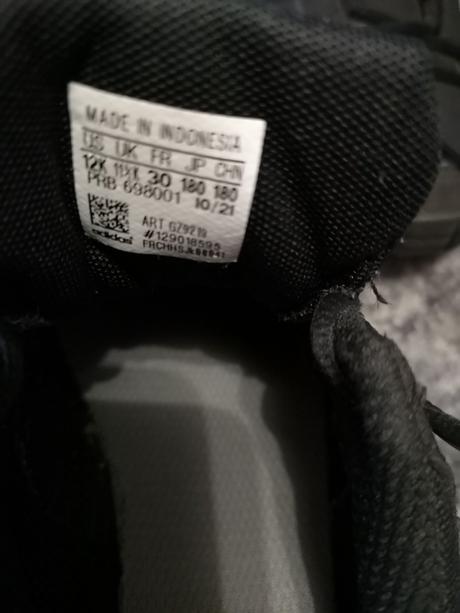 MADE IN INDONESIA
US UK FR JP CHN
12K 11½K 30 180 180
PRB 698001 10/21
ART GZ9219
#129018595
adidas